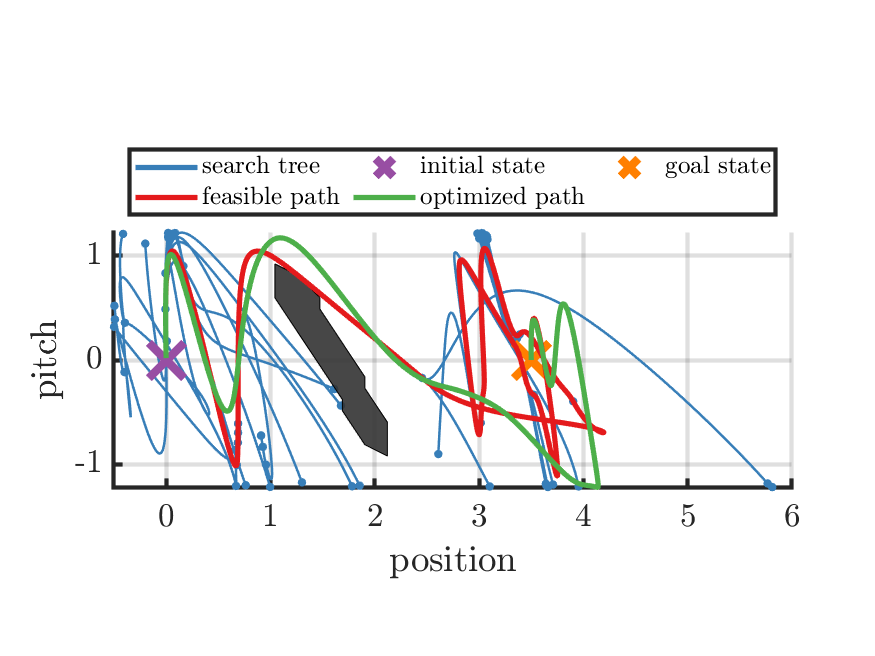 search tree initial state goal state
feasible path optimized path
1
0
-1
pitch
0 1 2 3 4 5 6
position